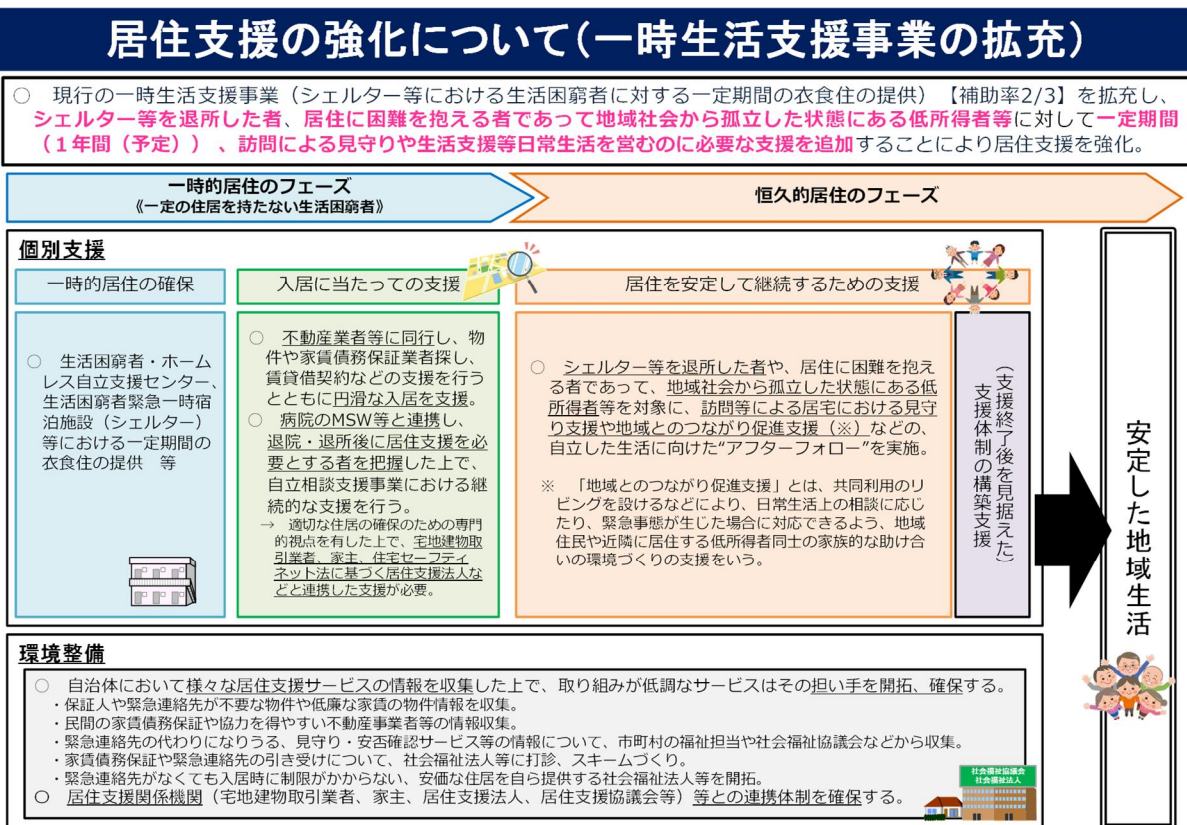 居住支援の強化について（一時生活支援事業の拡充）
○　現行の一時生活支援事業（シェルター等における生活困窮者に対する一定期間の衣食住の提供）【補助率2/3】を拡充し、
シェルター等を退所した者、居住に困難を抱える者であって地域社会から孤立した状態にある低所得者等に対して一定期間
（１年間（予定））、訪問による見守りや生活支援等日常生活を営むのに必要な支援を追加することにより居住支援を強化。
一時的居住のフェーズ
《一定の住居を持たない生活困窮者》
恒久的居住のフェーズ
個別支援
一時的居住の確保
○　生活困窮者・ホーム
レス自立支援センター、
生活困窮者緊急一時宿
泊施設（シェルター）
等における一定期間の
衣食住の提供　等
入居に当たっての支援
○　不動産業者等に同行し、物
件や家賃債務保証業者探し、
賃貸借契約などの支援を行う
とともに円滑な入居を支援。
○　病院のMSW等と連携し、
退院・退所後に居住支援を必
要とする者を把握した上で、
自立相談支援事業における継
続的な支援を行う。
→　適切な住居の確保のための専門
的視点を有した上で、宅地建物取
引業者、家主、住宅セーフティ
ネット法に基づく居住支援法人な
どと連携した支援が必要。
居住を安定して継続するための支援
○　シェルター等を退所した者や、居住に困難を抱え
る者であって、地域社会から孤立した状態にある低
所得者等を対象に、訪問等による居宅における見守
り支援や地域とのつながり促進支援（※）などの、
自立した生活に向けた“アフターフォロー”を実施。
※　「地域とのつながり促進支援」とは、共同利用のリ
ビングを設けるなどにより、日常生活上の相談に応じ
たり、緊急事態が生じた場合に対応できるよう、地域
住民や近隣に居住する低所得者同士の家族的な助け合
いの環境づくりの支援をいう。
（支援終了後を見据えた）
支援体制の構築支援
安定した地域生活
環境整備
○　自治体において様々な居住支援サービスの情報を収集した上で、取り組みが低調なサービスはその担い手を開拓、確保する。
・保証人や緊急連絡先が不要な物件や低廉な家賃の物件情報を収集。
・民間の家賃債務保証や協力を得やすい不動産事業者等の情報収集。
・緊急連絡先の代わりになりうる、見守り・安否確認サービス等の情報について、市町村の福祉担当や社会福祉協議会などから収集。
・家賃債務保証や緊急連絡先の引き受けについて、社会福祉法人等に打診、スキームづくり。
・緊急連絡先がなくても入居時に制限がかからない、安価な住居を自ら提供する社会福祉法人等を開拓。
○　居住支援関係機関（宅地建物取引業者、家主、居住支援法人、居住支援協議会等）等との連携体制を確保する。
社会福祉協議会
社会福祉法人